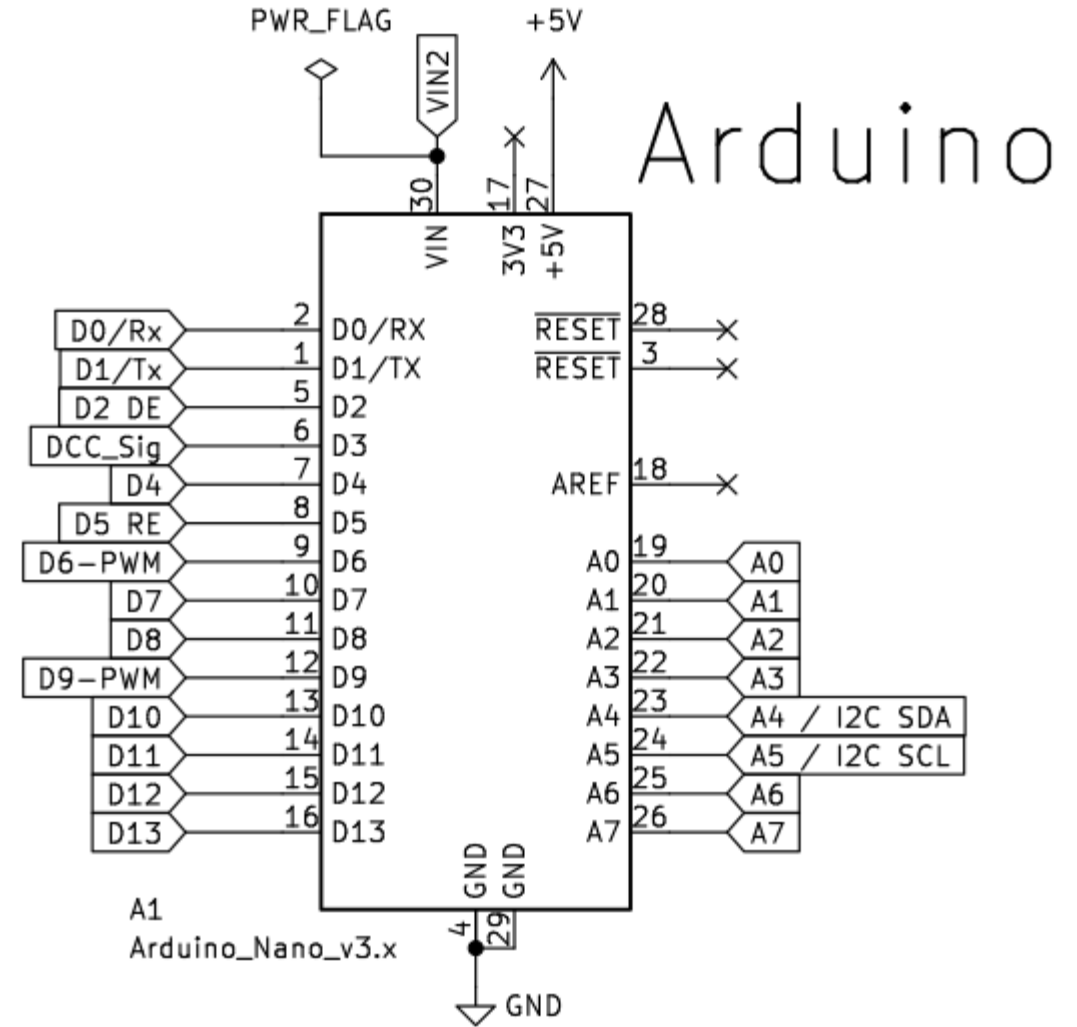 PWR_FLAG
+5V
VIN2
Arduino
30
17
27
VIN
3V3
+5V
D0/Rx 2 D0/RX RESET 28
D1/Tx 1 D1/TX RESET 3
D2 DE 5 D2
DCC_Sig 6 D3
D4 7 D4 AREF 18
D5 RE 8 D5
D6-PWM 9 D6 A0 19 A0
D7 10 D7 A1 20 A1
D8 11 D8 A2 21 A2
D9-PWM 12 D9 A3 22 A3
D10 13 D10 A4 23 A4 / I2C SDA
D11 14 D11 A5 24 A5 / I2C SCL
D12 15 D12 A6 25 A6
D13 16 D13 A7 26 A7
GND
GND
4
29
A1
Arduino_Nano_v3.x
GND